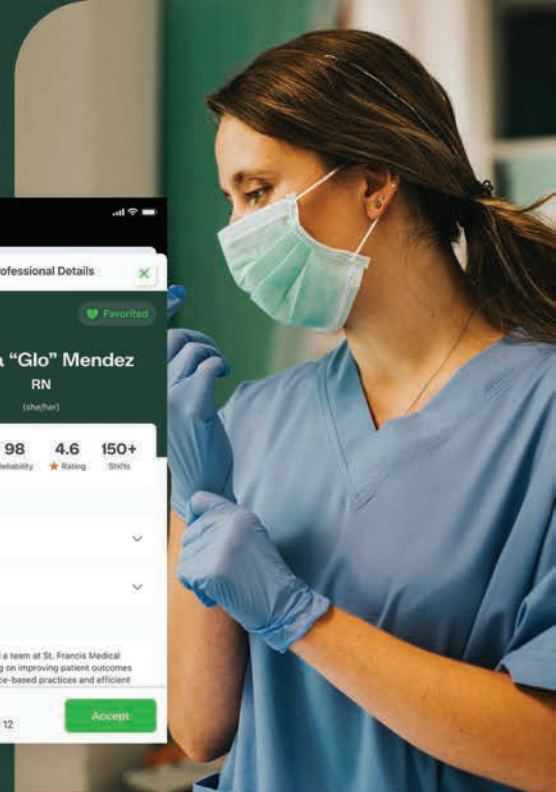 ofessional Details
Favorited
a “Glo” Mendez
RN
(she/her)
98 4.6 150+
eliability Rating Shifts
d a team at St. Francis Medical
g on improving patient outcomes
ce-based practices and efficient
12
Accept